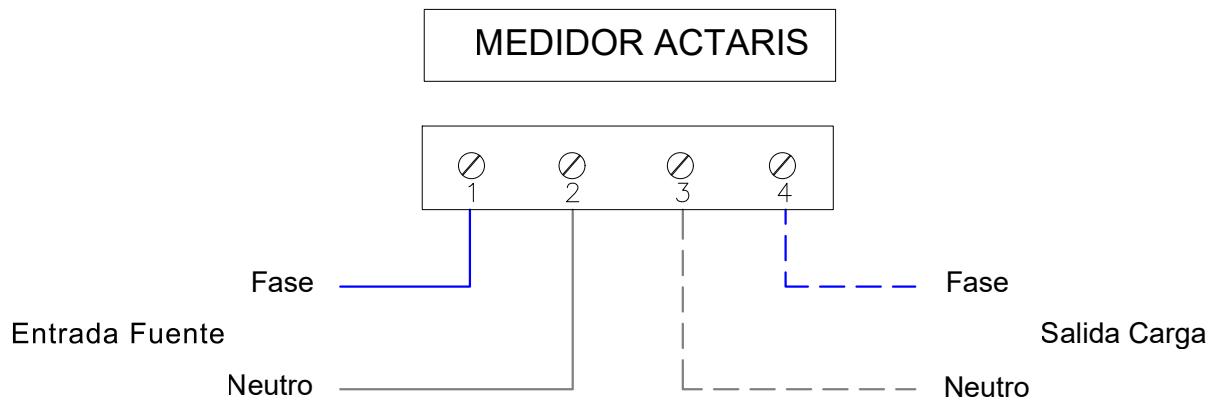 MEDIDOR ACTARIS
1 2 3 4
Fase Fase
Entrada Fuente Salida Carga
Neutro Neutro